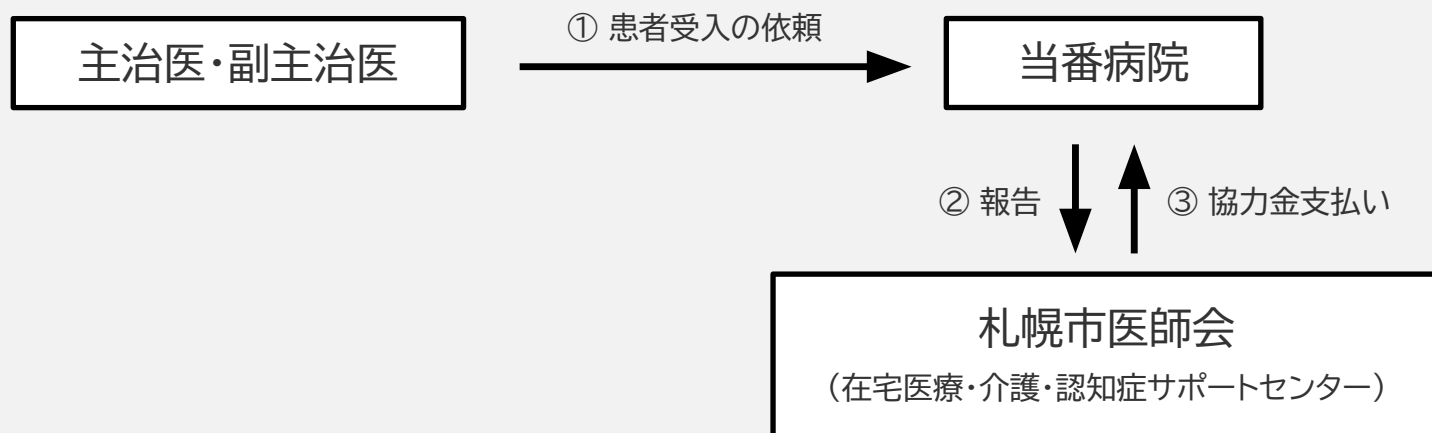 ① 患者受入の依頼
主治医・副主治医
当番病院
② 報告
③ 協力金支払い
札幌市医師会
（在宅医療・介護・認知症サポートセンター）